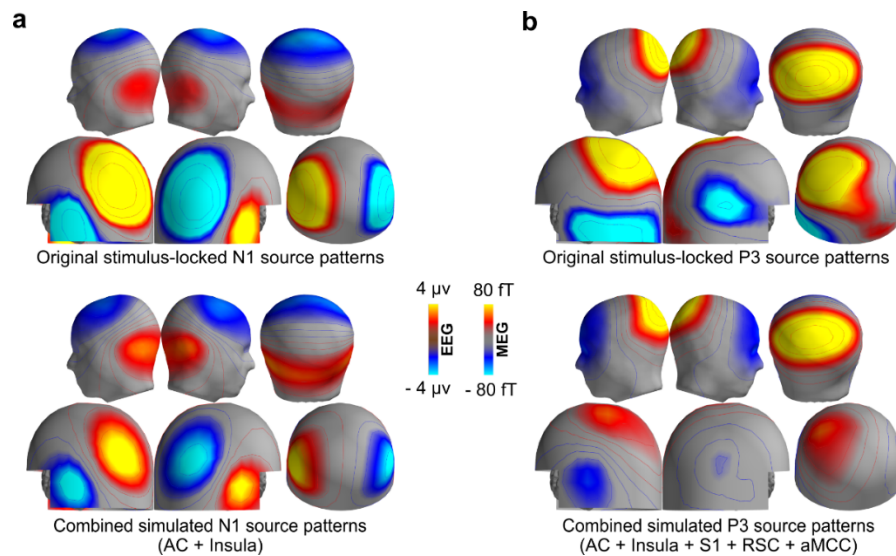 a
b
Original stimulus-locked N1 source patterns
Original stimulus-locked P3 source patterns
4 μv
80 fT
EEG
MEG
- 4 μv
- 80 fT
Combined simulated N1 source patterns
(AC + Insula)
Combined simulated P3 source patterns
(AC + Insula + S1 + RSC + aMCC)